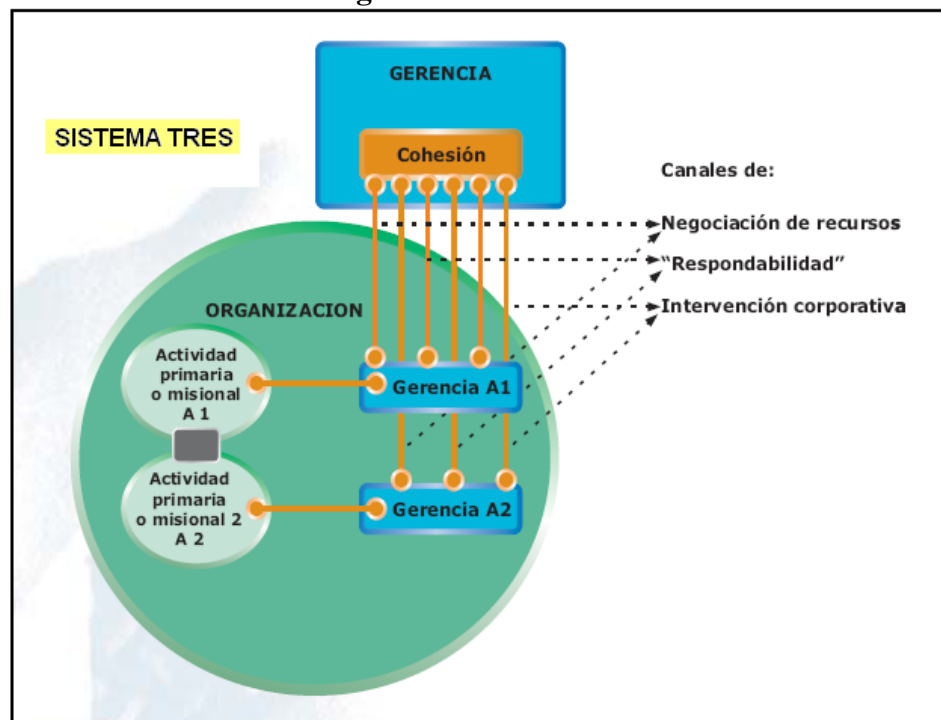 GERENCIA
SISTEMA TRES
Cohesión
Canales de:
Negociación de recursos
“Respondabilidad”
Intervención corporativa
ORGANIZACION
Actividad
primaria
o misional
A 1
Gerencia A1
Actividad
primaria
o misional 2
A 2
Gerencia A2